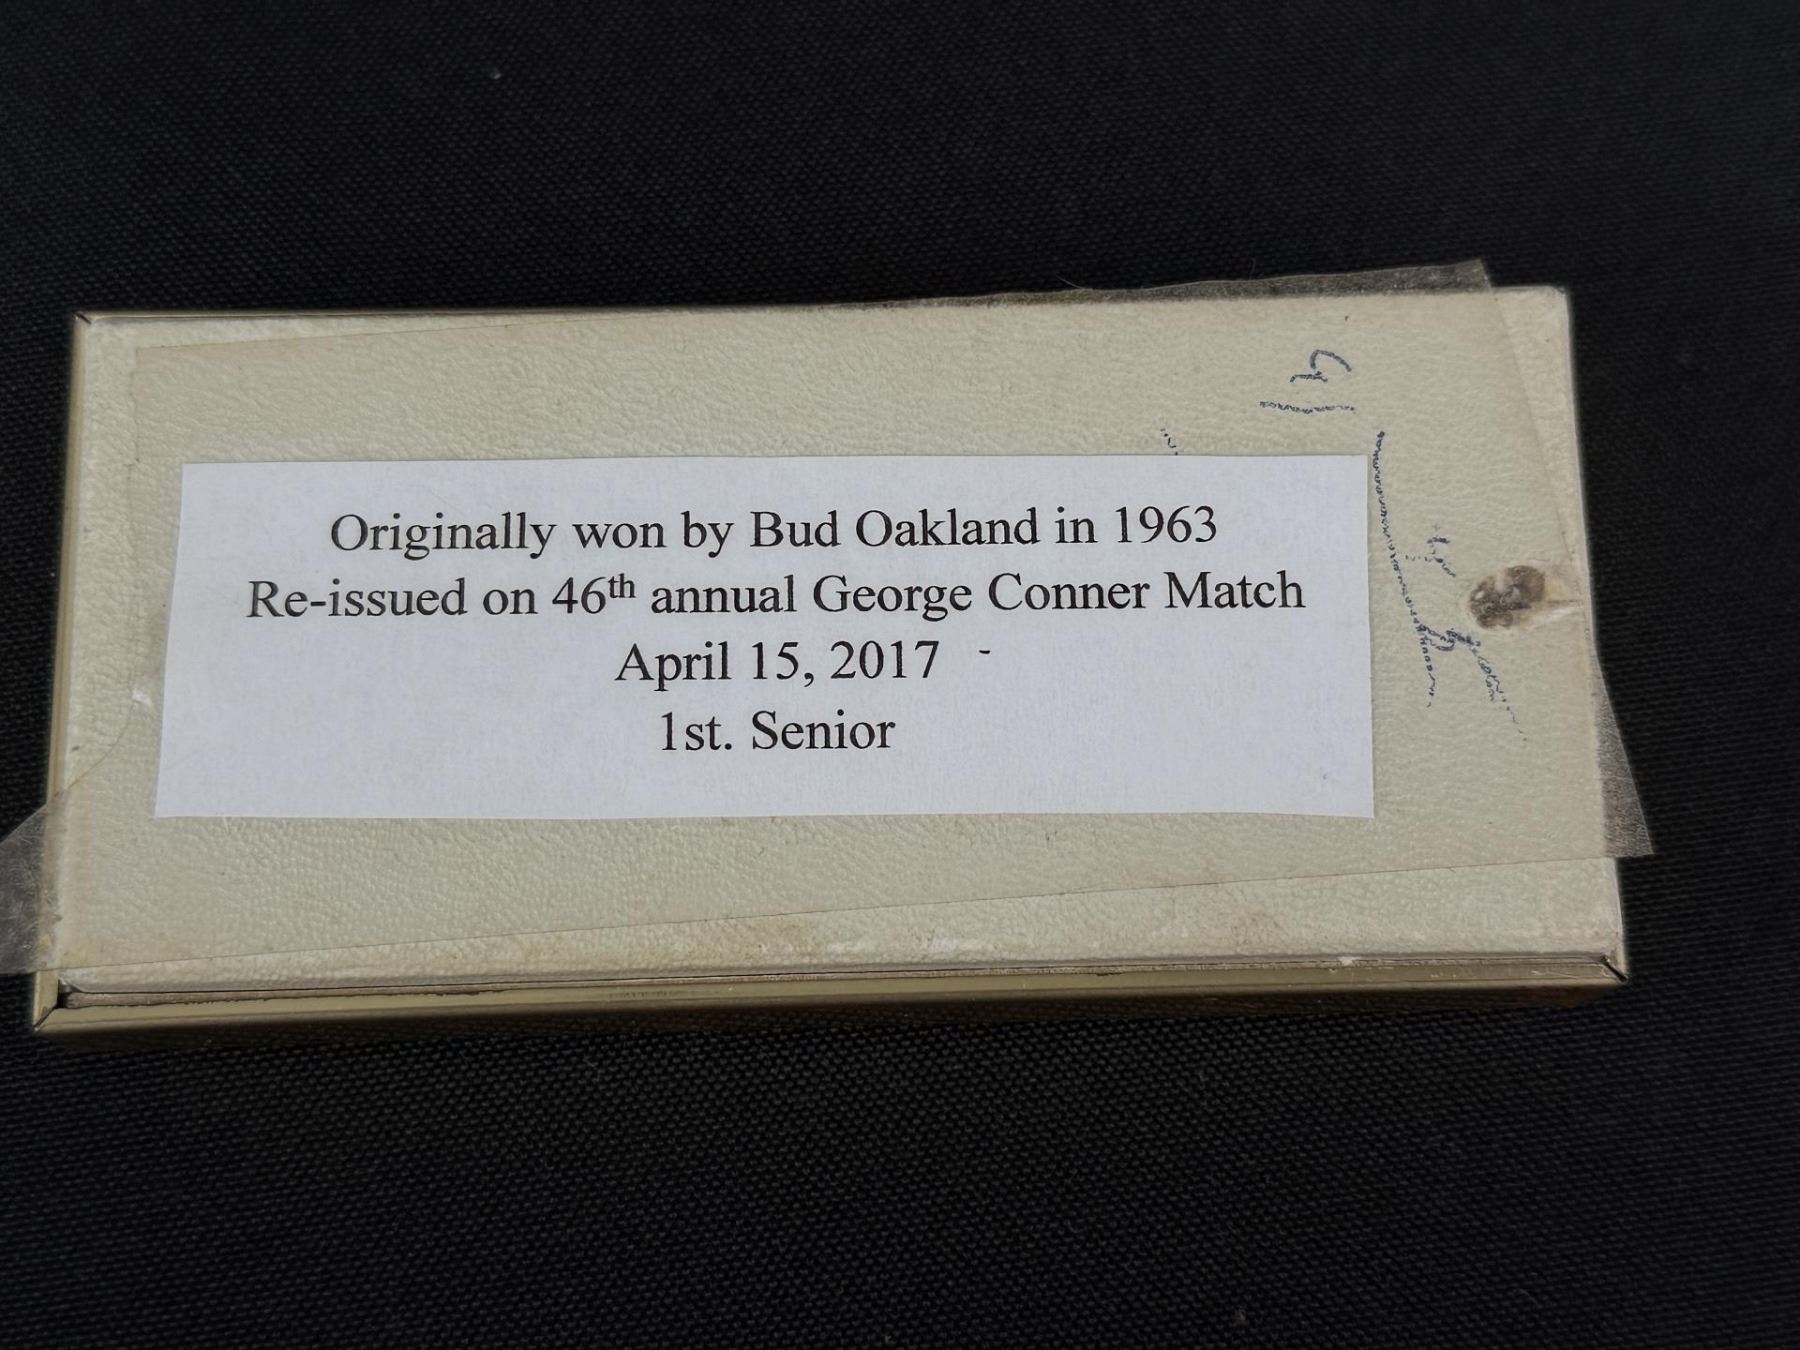 Originally won by Bud Oakland in 1963
Re-issued on 46th annual George Conner Match
April 15, 2017 -
1st. Senior